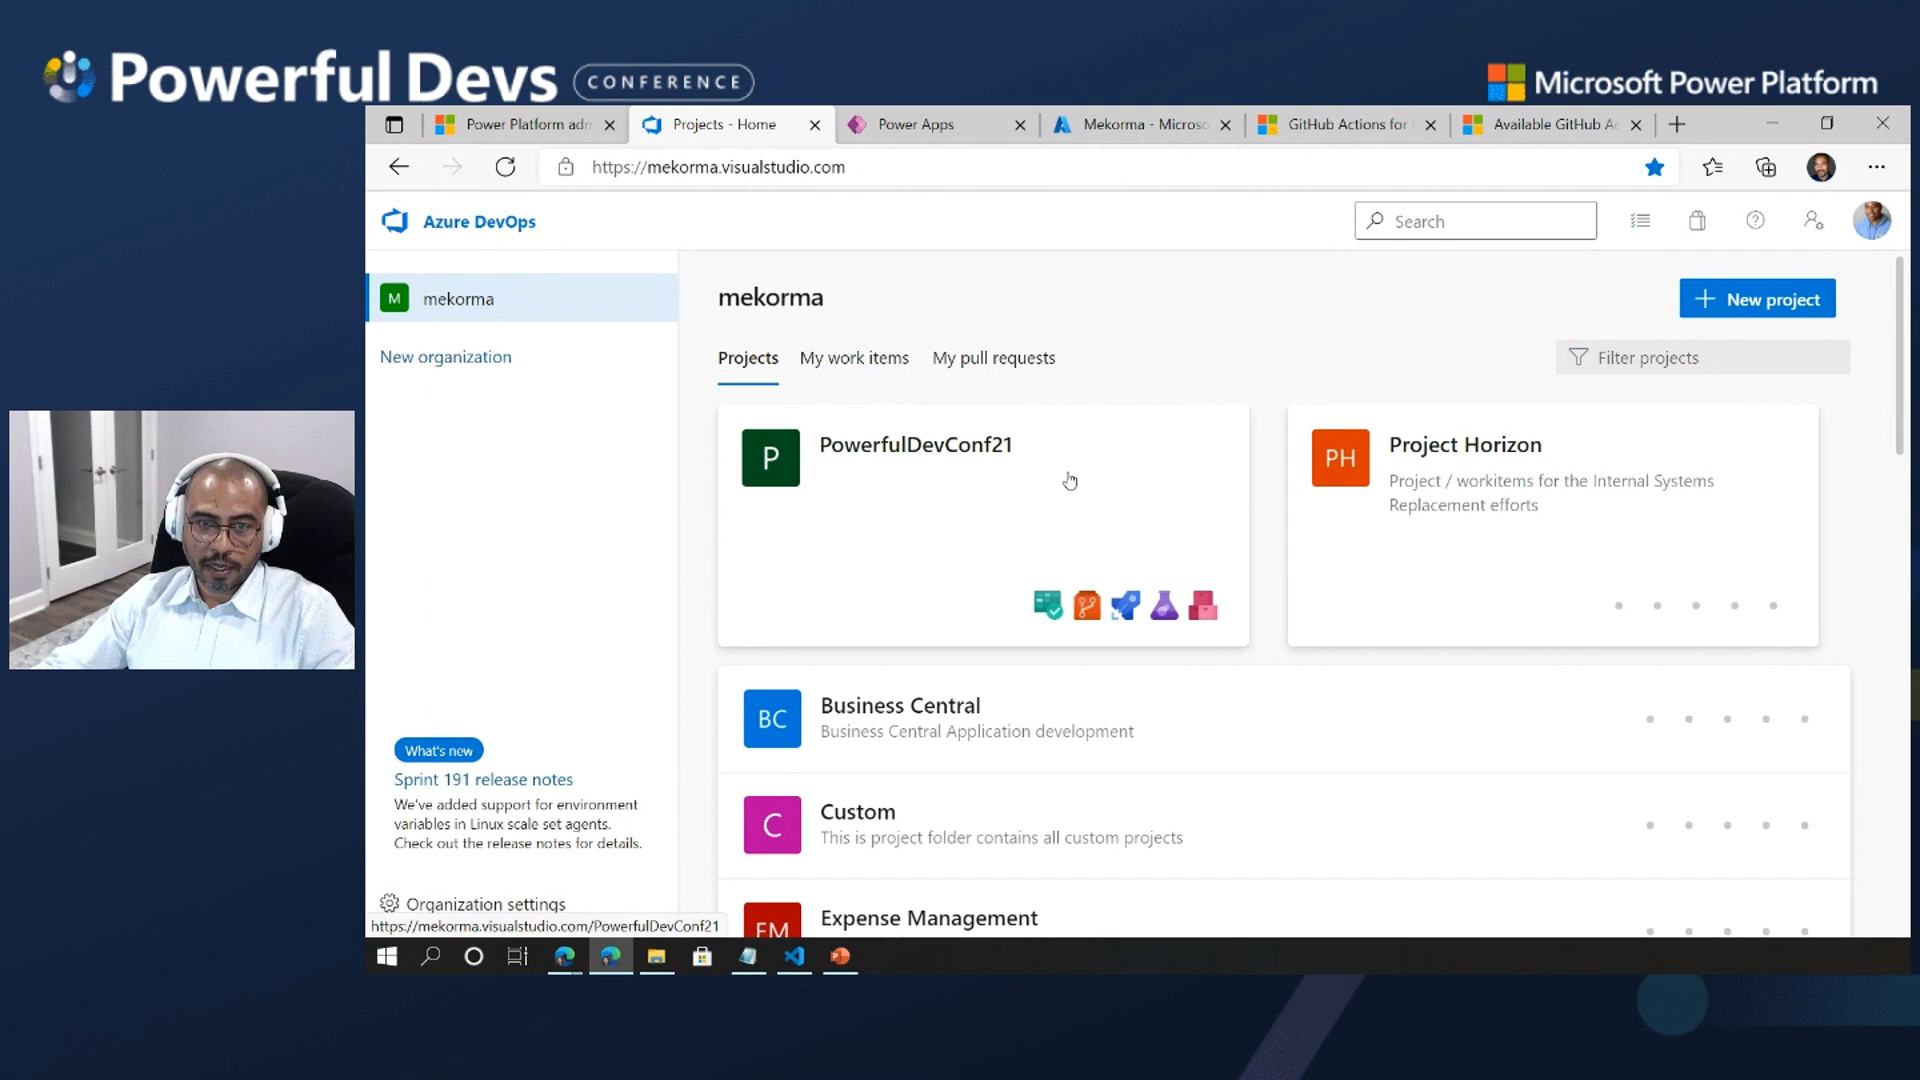 Powerful Devs CONFERENCE
Microsoft Power Platform
Power Platform adm
Projects - Home
Power Apps
Mekorma - Microso
GitHub Actions for
Available GitHub Ac
https://mekorma.visualstudio.com
Azure DevOps
Search
M mekorma
New organization
mekorma
New project
Projects
My work items
My pull requests
Filter projects
P
PowerfulDevConf21
PH
Project Horizon
Project / workitems for the Internal Systems
Replacement efforts
BC
Business Central
Business Central Application development
C
Custom
This is project folder contains all custom projects
EM
Expense Management
What's new
Sprint 191 release notes
We've added support for environment
variables in Linux scale set agents.
Check out the release notes for details.
Organization settings
https://mekorma.visualstudio.com/PowerfulDevConf21